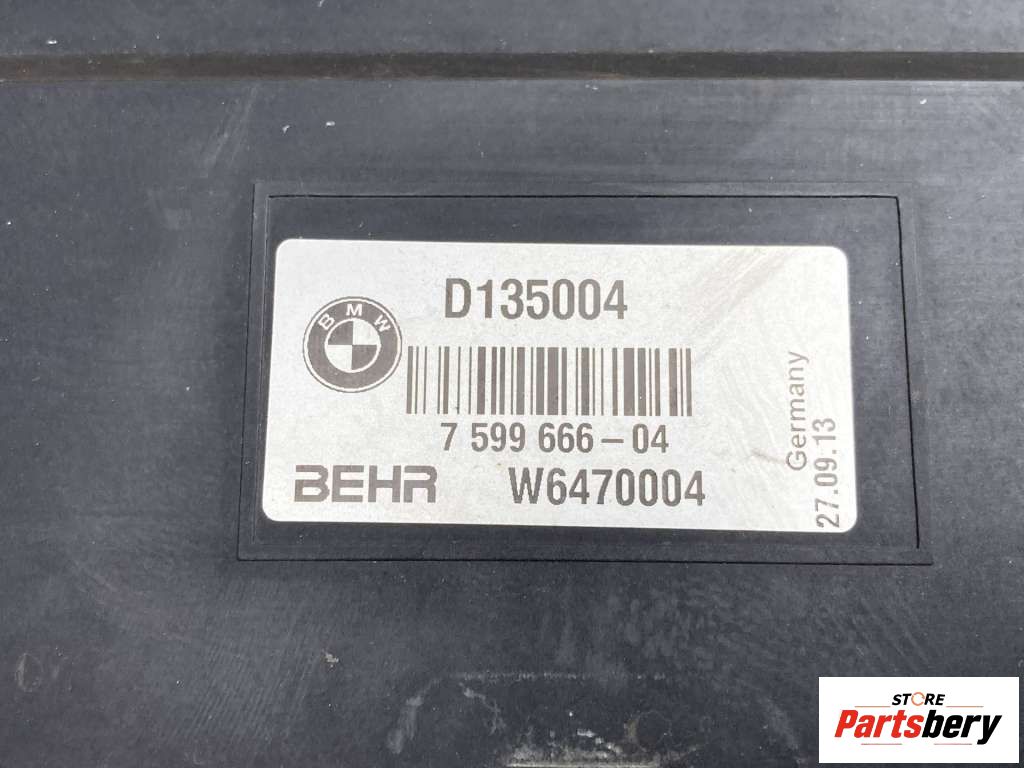 D135004
BMW
7 599 666-04
BEHR W6470004
Germany
27.09.13
STORE
Partsbery